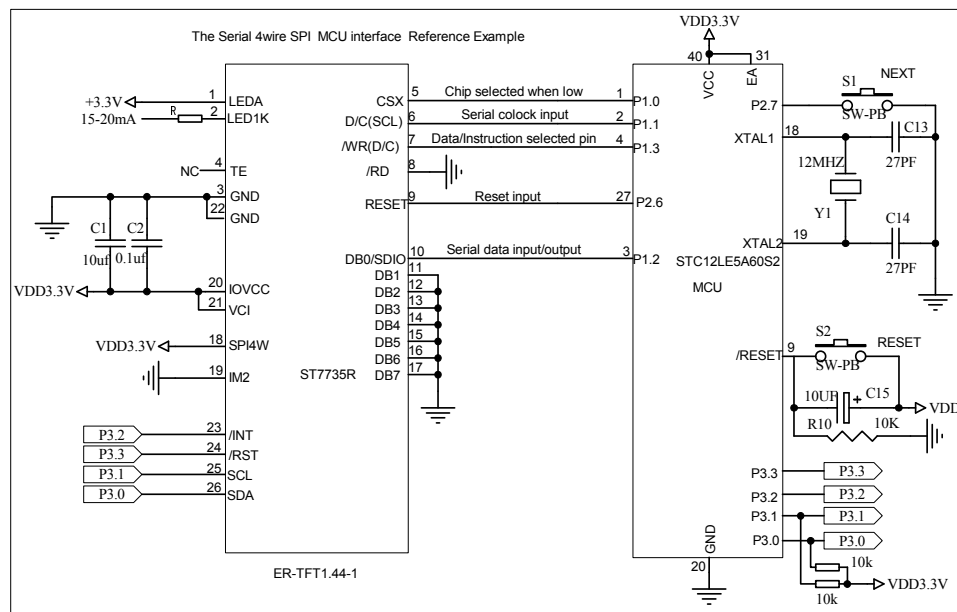 The Serial 4wire SPI MCU interface Reference Example
VDD3.3V
40
31
VCC
EA
S1
NEXT
SW-PB
+3.3V
1
LEDA
15-20mA
R
2
LED1K
NC
4
TE
3
GND
22
GND
C1
C2
10uf
0.1uf
VDD3.3V
20
IOVCC
21
VCI
VDD3.3V
18
SPI4W
19
IM2
P3.2
23
/INT
P3.3
24
/RST
P3.1
25
SCL
P3.0
26
SDA
ST7735R
ER-TFT1.44-1
CSX
5
Chip selected when low
1
P1.0
D/C(SCL)
6
Serial colock input
2
P1.1
/WR(D/C)
7
Data/Instruction selected pin
4
P1.3
/RD
8
RESET
9
Reset input
27
P2.6
DB0/SDIO
10
Serial data input/output
3
P1.2
DB1
11
DB2
12
DB3
13
DB4
14
DB5
15
DB6
16
DB7
17
P2.7
XTAL1
18
C13
27PF
12MHZ
Y1
XTAL2
19
C14
27PF
STC12LE5A60S2
MCU
/RESET
9
S2
RESET
SW-PB
10UF
+
C15
VDD
R10
10K
P3.3
P3.3
P3.2
P3.2
P3.1
P3.1
P3.0
P3.0
10k
10k
VDD3.3V
GND
20